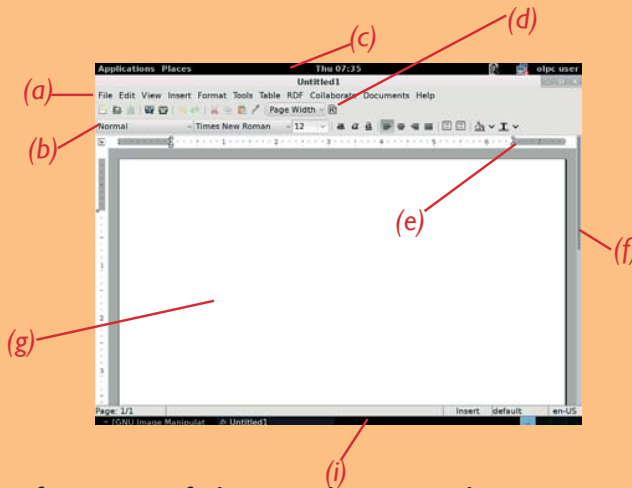 (d)
(c)
Applications Places Thu 07:35 olpc user
Untitled1
(a)
File Edit View Insert Format Tools Table RDF Collaborate Documents Help
Page Width
(b)
Normal Times New Roman 12
(e)
(f)
(g)
Page: 1/1 Insert default en-US
[GNU Image Manipulat Untitled1
(i)